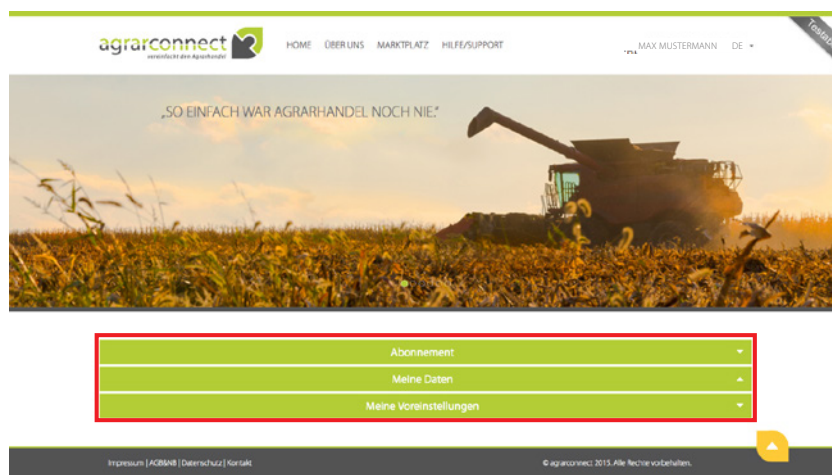 agrarconnect
vereinfacht den Agrarhandel
HOME ÜBER UNS MARKTPLATZ HILFE/SUPPORT
MAX MUSTERMANN DE
„SO EINFACH WAR AGRARHANDEL NOCH NIE.“
Abonnement
Meine Daten
Meine Voreinstellungen
Impressum | AGB&NB | Datenschutz | Kontakt
© agrarconnect 2015. Alle Rechte vorbehalten.